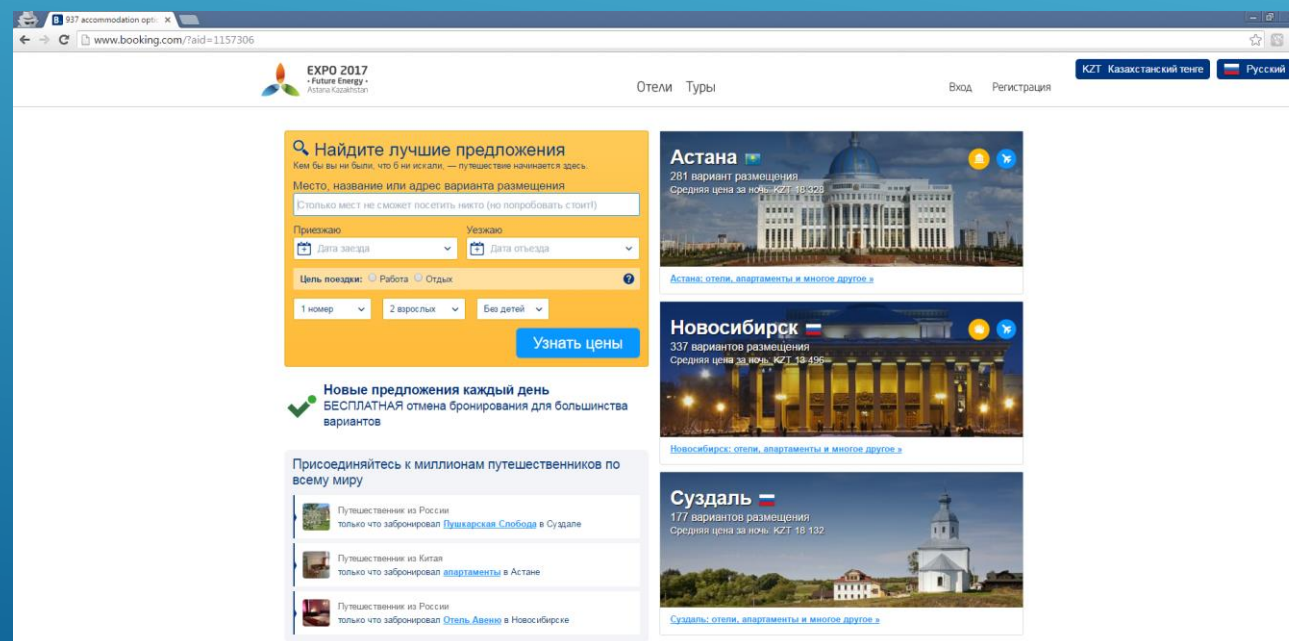 937 accommodation optic
www.booking.com/?aid=1157306
EXPO 2017
• Future Energy •
Astana Kazakhstan
Отели Туры
Вход Регистрация
KZT Казахстанский тенге
Русский
Найдите лучшие предложения
Кем бы вы ни были, что б ни искали, — путешествие начинается здесь.
Место, название или адрес варианта размещения
Столько мест не сможет посетить никто (но попробовать стоит!)
Приезжаю Уезжаю
Дата заезда Дата отъезда
Цель поездки: Работа Отдых
1 номер 2 взрослых Без детей
Узнать цены
Новые предложения каждый день
БЕСПЛАТНАЯ отмена бронирования для большинства
вариантов
Присоединяйтесь к миллионам путешественников по
всему миру
Путешественник из России
только что забронировал Пушкарская Слобода в Суздале
Путешественник из Китая
только что забронировал апартаменты в Астане
Путешественник из России
только что забронировал Отель Авеню в Новосибирске
Астана
281 вариант размещения
Средняя цена за ночь: KZT 18 328
Астана: отели, апартаменты и многое другое »
Новосибирск
337 вариантов размещения
Средняя цена за ночь: KZT 13 496
Новосибирск: отели, апартаменты и многое другое »
Суздаль
177 вариантов размещения
Средняя цена за ночь: KZT 18 132
Суздаль: отели, апартаменты и многое другое »